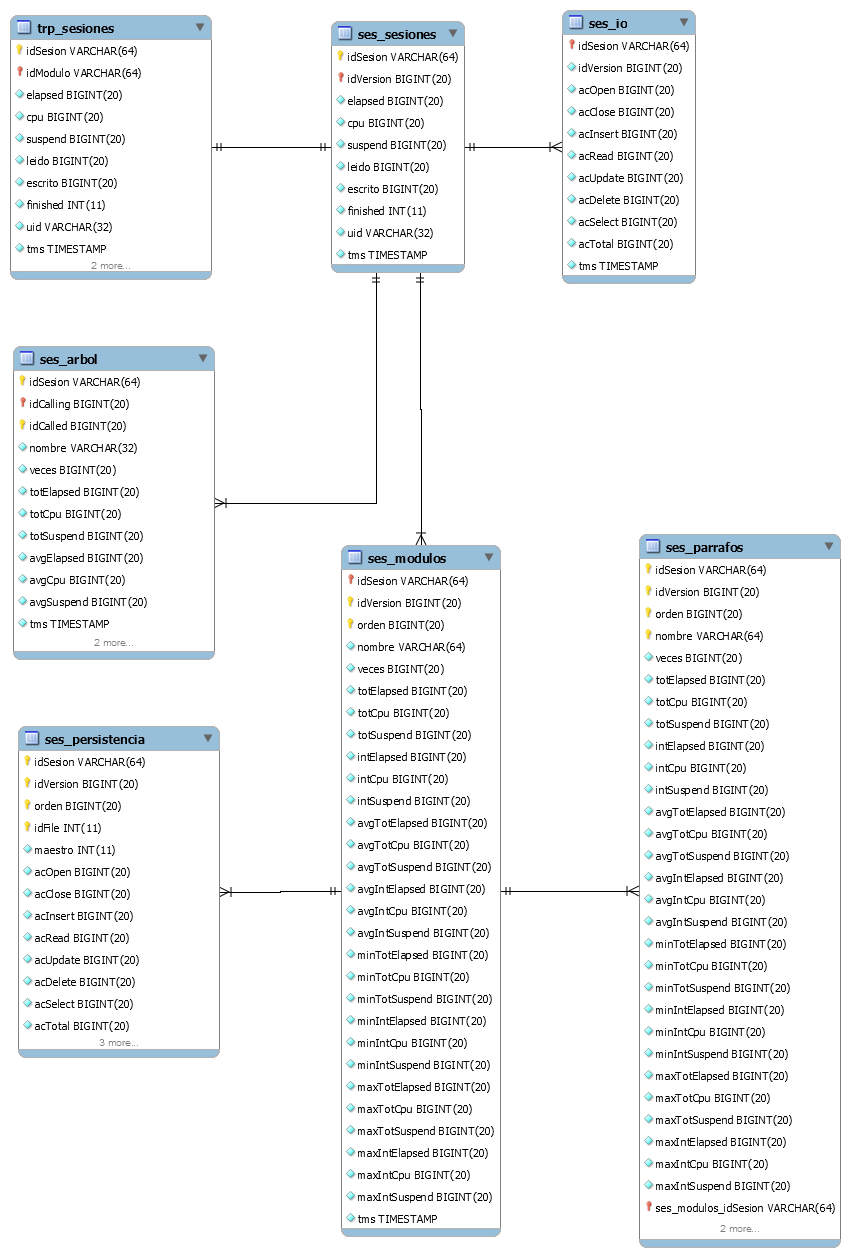 trp_sesiones
idSesion VARCHAR(64)
idModulo VARCHAR(64)
elapsed BIGINT(20)
cpu BIGINT(20)
suspend BIGINT(20)
leido BIGINT(20)
escrito BIGINT(20)
finished INT(11)
uid VARCHAR(32)
tms TIMESTAMP
2 more...
ses_sesiones
idSesion VARCHAR(64)
idVersion BIGINT(20)
elapsed BIGINT(20)
cpu BIGINT(20)
suspend BIGINT(20)
leido BIGINT(20)
escrito BIGINT(20)
finished INT(11)
uid VARCHAR(32)
tms TIMESTAMP
ses_io
idSesion VARCHAR(64)
idVersion BIGINT(20)
acOpen BIGINT(20)
acClose BIGINT(20)
acInsert BIGINT(20)
acRead BIGINT(20)
acUpdate BIGINT(20)
acDelete BIGINT(20)
acSelect BIGINT(20)
acTotal BIGINT(20)
tms TIMESTAMP
ses_arbol
idSesion VARCHAR(64)
idCalling BIGINT(20)
idCalled BIGINT(20)
nombre VARCHAR(32)
veces BIGINT(20)
totElapsed BIGINT(20)
totCpu BIGINT(20)
totSuspend BIGINT(20)
avgElapsed BIGINT(20)
avgCpu BIGINT(20)
avgSuspend BIGINT(20)
tms TIMESTAMP
2 more...
ses_persistencia
idSesion VARCHAR(64)
idVersion BIGINT(20)
orden BIGINT(20)
idFile INT(11)
maestro INT(11)
acOpen BIGINT(20)
acClose BIGINT(20)
acInsert BIGINT(20)
acRead BIGINT(20)
acUpdate BIGINT(20)
acDelete BIGINT(20)
acSelect BIGINT(20)
acTotal BIGINT(20)
3 more...
ses_modulos
idSesion VARCHAR(64)
idVersion BIGINT(20)
orden BIGINT(20)
nombre VARCHAR(64)
veces BIGINT(20)
totElapsed BIGINT(20)
totCpu BIGINT(20)
totSuspend BIGINT(20)
intElapsed BIGINT(20)
intCpu BIGINT(20)
intSuspend BIGINT(20)
avgTotElapsed BIGINT(20)
avgTotCpu BIGINT(20)
avgTotSuspend BIGINT(20)
avgIntElapsed BIGINT(20)
avgIntCpu BIGINT(20)
avgIntSuspend BIGINT(20)
minTotElapsed BIGINT(20)
minTotCpu BIGINT(20)
minTotSuspend BIGINT(20)
minIntElapsed BIGINT(20)
minIntCpu BIGINT(20)
minIntSuspend BIGINT(20)
maxTotElapsed BIGINT(20)
maxTotCpu BIGINT(20)
maxTotSuspend BIGINT(20)
maxIntElapsed BIGINT(20)
maxIntCpu BIGINT(20)
maxIntSuspend BIGINT(20)
tms TIMESTAMP
ses_parrafos
idSesion VARCHAR(64)
idVersion BIGINT(20)
orden BIGINT(20)
nombre VARCHAR(64)
veces BIGINT(20)
totElapsed BIGINT(20)
totCpu BIGINT(20)
totSuspend BIGINT(20)
intElapsed BIGINT(20)
intCpu BIGINT(20)
intSuspend BIGINT(20)
avgTotElapsed BIGINT(20)
avgTotCpu BIGINT(20)
avgTotSuspend BIGINT(20)
avgIntElapsed BIGINT(20)
avgIntCpu BIGINT(20)
avgIntSuspend BIGINT(20)
minTotElapsed BIGINT(20)
minTotCpu BIGINT(20)
minTotSuspend BIGINT(20)
minIntElapsed BIGINT(20)
minIntCpu BIGINT(20)
minIntSuspend BIGINT(20)
maxTotElapsed BIGINT(20)
maxTotCpu BIGINT(20)
maxTotSuspend BIGINT(20)
maxIntElapsed BIGINT(20)
maxIntCpu BIGINT(20)
maxIntSuspend BIGINT(20)
ses_modulos_idSesion VARCHAR(64)
2 more...